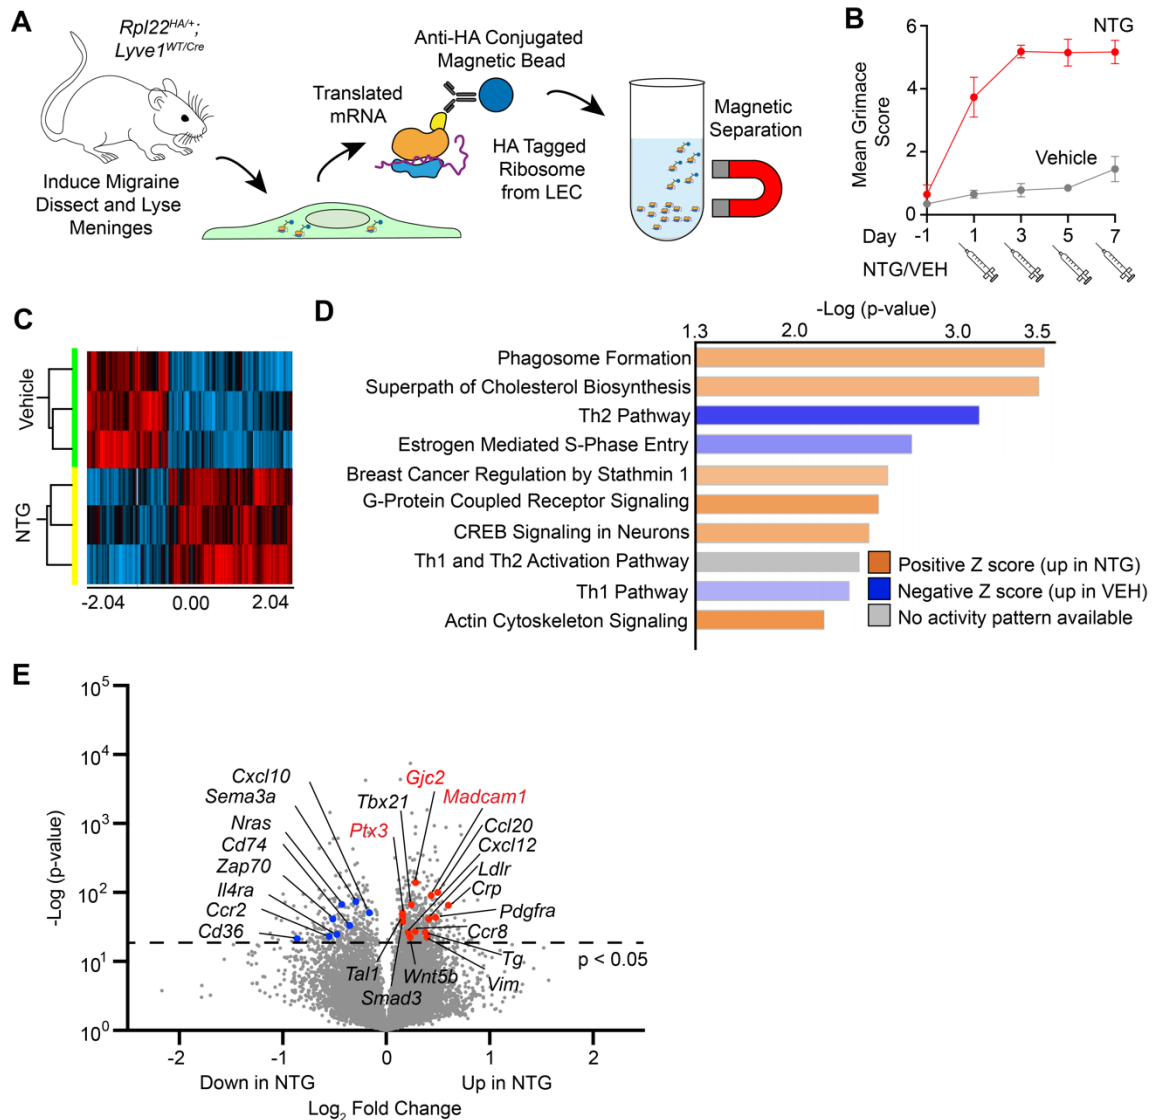 A
Rpl22HA/+;
Lyve1WT/Cre
Induce Migraine
Dissect and Lyse
Meninges
Translated
mRNA
Anti-HA Conjugated
Magnetic Bead
HA Tagged
Ribosome
from LEC
Magnetic
Separation
B
NTG
Vehicle
Mean Grimace
Score
6
4
2
0
Day -1 1 3 5 7
NTG/VEH
C
Vehicle
NTG
-2.04 0.00 2.04
D
-Log (p-value)
1.3 2.0 3.0 3.5
Phagosome Formation
Superpath of Cholesterol Biosynthesis
Th2 Pathway
Estrogen Mediated S-Phase Entry
Breast Cancer Regulation by Stathmin 1
G-Protein Coupled Receptor Signaling
CREB Signaling in Neurons
Th1 and Th2 Activation Pathway
Th1 Pathway
Actin Cytoskeleton Signaling
Positive Z score (up in NTG)
Negative Z score (up in VEH)
No activity pattern available
E
-Log (p-value)
10^5
10^4
10^3
10^2
10^1
10^0
Cxcl10
Sema3a
Nras
Cd74
Zap70
Il4ra
Ccr2
Cd36
Tbx21
Ptx3
Gjc2
Madcam1
Ccl20
Cxcl12
Ldlr
Crp
Pdgfra
Ccr8
Tg
Vim
Wnt5b
Smad3
Tal1
p < 0.05
-2 -1 0 1 2
Down in NTG Up in NTG
Log2 Fold Change